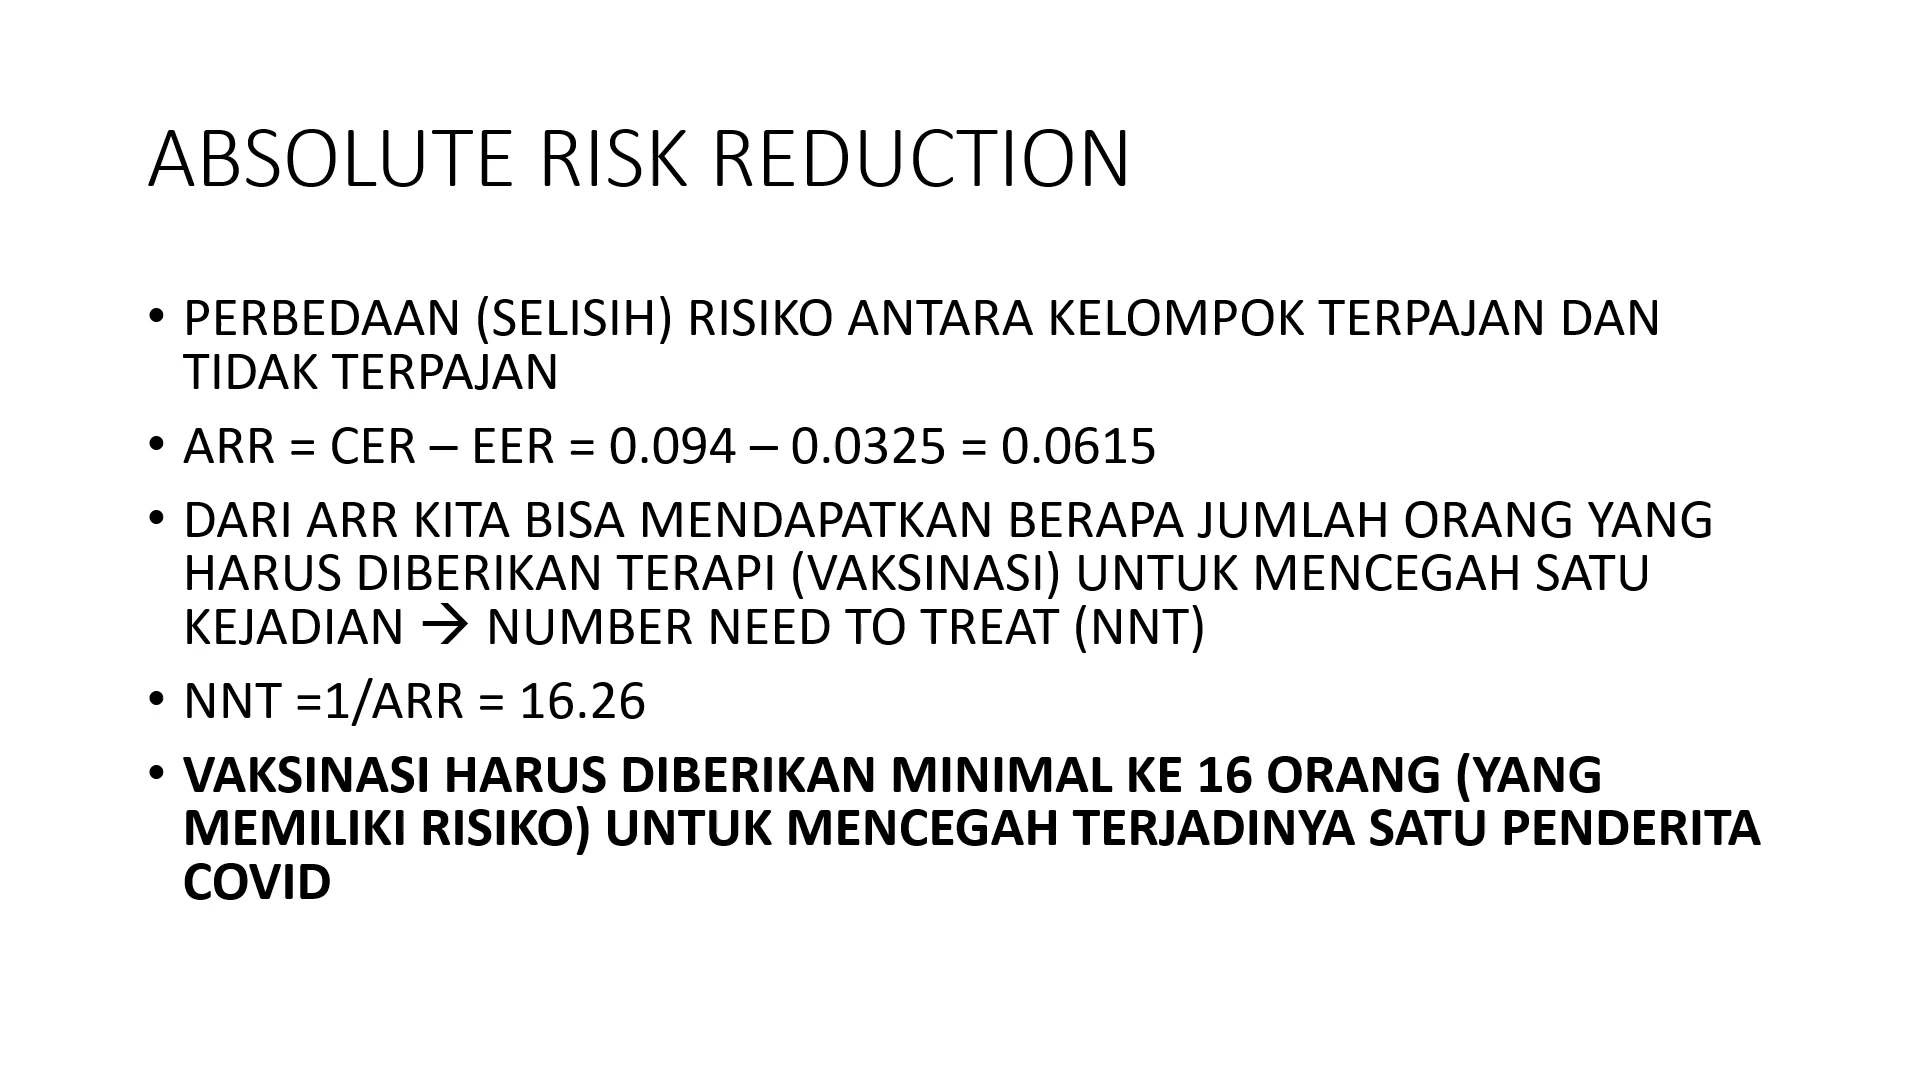 ABSOLUTE RISK REDUCTION
• PERBEDAAN (SELISIH) RISIKO ANTARA KELOMPOK TERPAJAN DAN
TIDAK TERPAJAN
• ARR = CER – EER = 0.094 – 0.0325 = 0.0615
• DARI ARR KITA BISA MENDAPATKAN BERAPA JUMLAH ORANG YANG
HARUS DIBERIKAN TERAPI (VAKSINASI) UNTUK MENCEGAH SATU
KEJADIAN → NUMBER NEED TO TREAT (NNT)
• NNT =1/ARR = 16.26
• VAKSINASI HARUS DIBERIKAN MINIMAL KE 16 ORANG (YANG
MEMILIKI RISIKO) UNTUK MENCEGAH TERJADINYA SATU PENDERITA
COVID